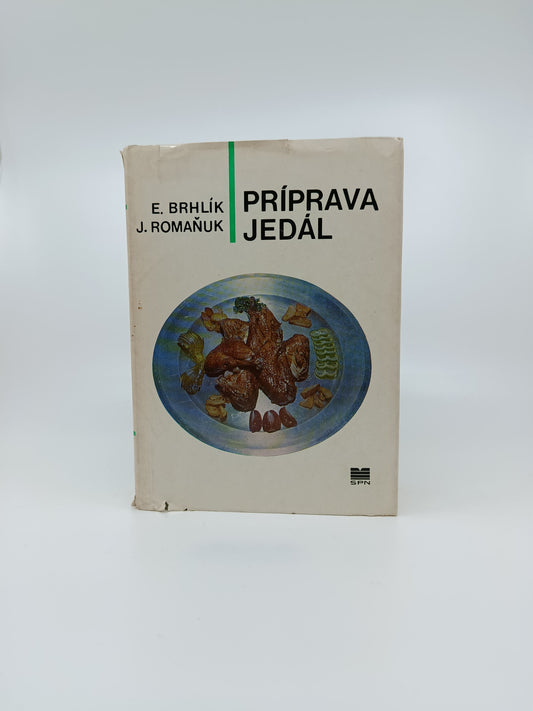 E. BRHLÍK
J. ROMAŇUK
PRÍPRAVA
JEDÁL
SPN